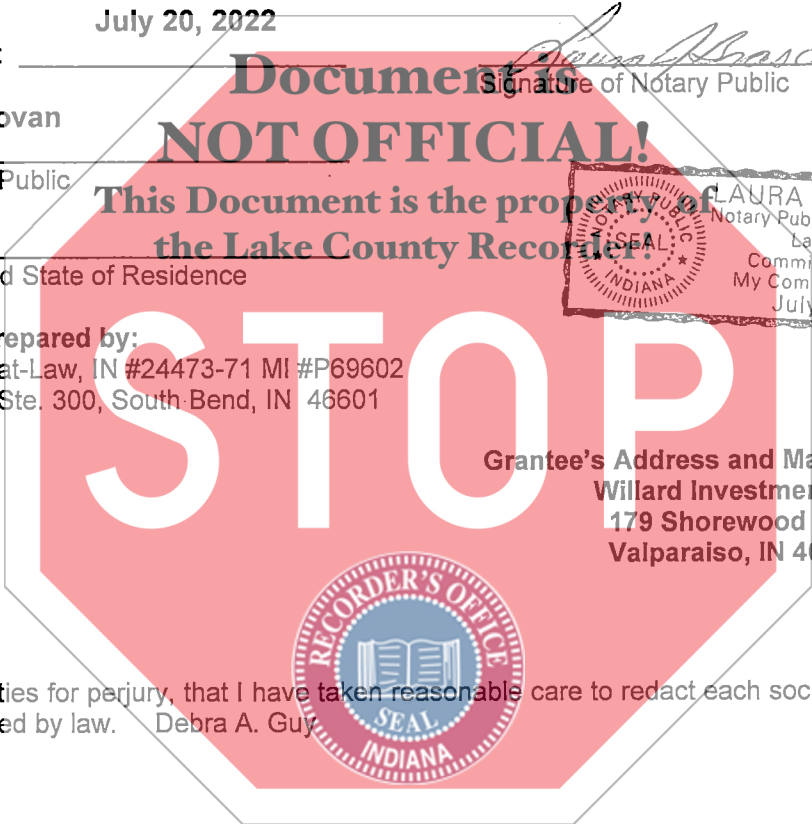 July 20, 2022
:
Signature of Notary Public
ovan
Public
d State of Residence
Document is
NOT OFFICIAL!
This Document is the property of
the Lake County Recorder!
NOTARY PUBLIC
SEAL
INDIANA
LAURA
Notary Pub
La
Commi
My Com
July
epared by:
at-Law, IN #24473-71 MI #P69602
Ste. 300, South Bend, IN 46601
STOP
Grantee's Address and Ma
Willard Investmen
179 Shorewood
Valparaiso, IN 46
RECORDER'S OFFICE
SEAL
INDIANA
ties for perjury, that I have taken reasonable care to redact each soc
ed by law. Debra A. Guy